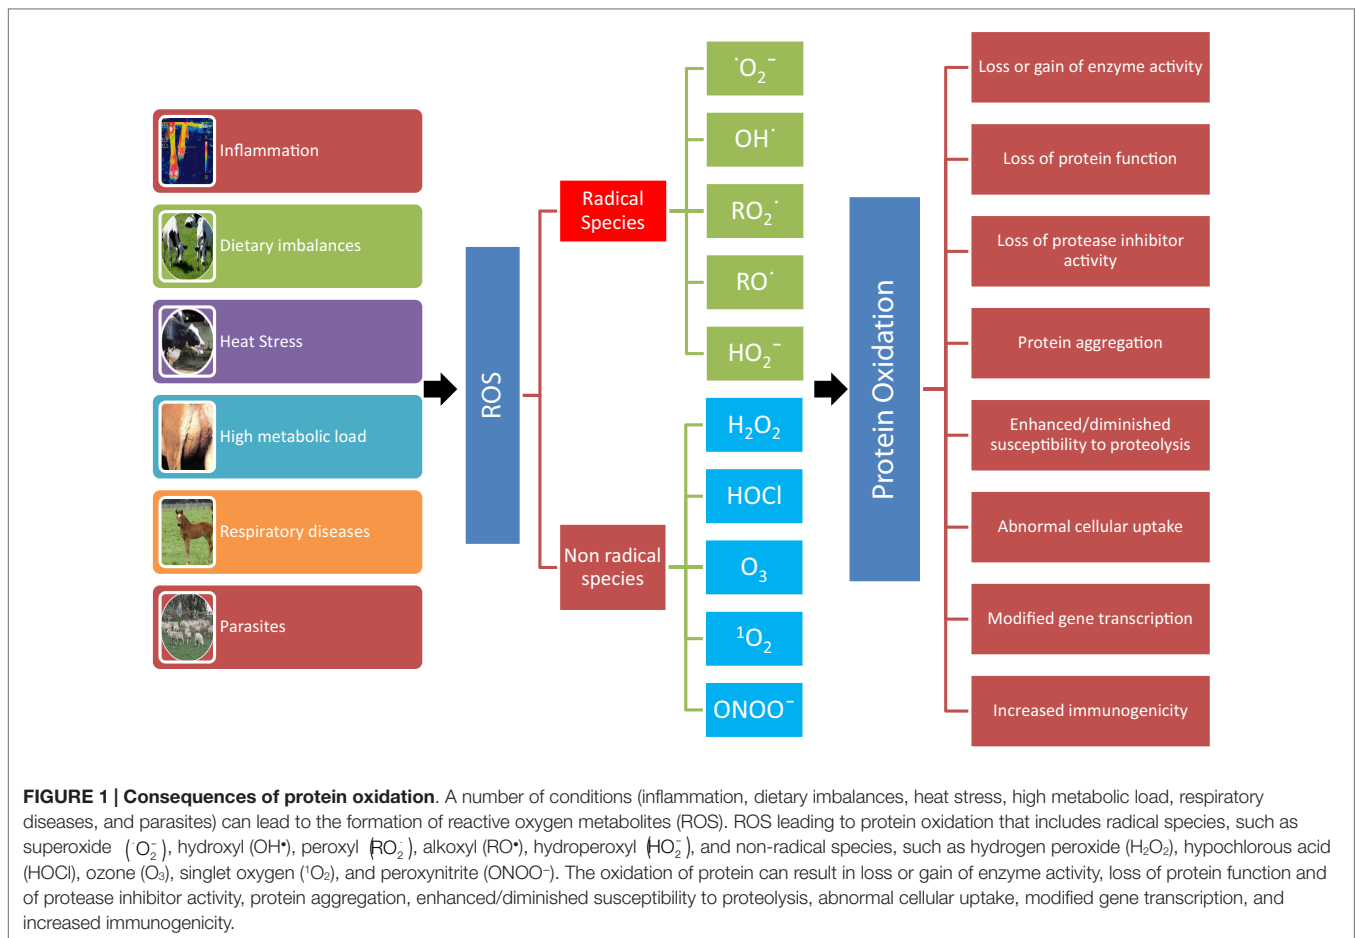 Inflammation
Dietary imbalances
Heat Stress
High metabolic load
Respiratory diseases
Parasites
ROS
Radical
Species
Non radical
species
˙O₂⁻
OH˙
RO₂˙
RO˙
HO₂⁻
H₂O₂
HOCl
O₃
¹O₂
ONOO⁻
Protein Oxidation
Loss or gain of enzyme activity
Loss of protein function
Loss of protease inhibitor
activity
Protein aggregation
Enhanced/diminished
susceptibility to proteolysis
Abnormal cellular uptake
Modified gene transcription
Increased immunogenicity
FIGURE 1 | Consequences of protein oxidation. A number of conditions (inflammation, dietary imbalances, heat stress, high metabolic load, respiratory
diseases, and parasites) can lead to the formation of reactive oxygen metabolites (ROS). ROS leading to protein oxidation that includes radical species, such as
superoxide (˙O₂⁻), hydroxyl (OH•), peroxyl (RO₂˙), alkoxyl (RO•), hydroperoxyl (HO₂⁻), and non-radical species, such as hydrogen peroxide (H₂O₂), hypochlorous acid
(HOCl), ozone (O₃), singlet oxygen (¹O₂), and peroxynitrite (ONOO⁻). The oxidation of protein can result in loss or gain of enzyme activity, loss of protein function and
of protease inhibitor activity, protein aggregation, enhanced/diminished susceptibility to proteolysis, abnormal cellular uptake, modified gene transcription, and
increased immunogenicity.